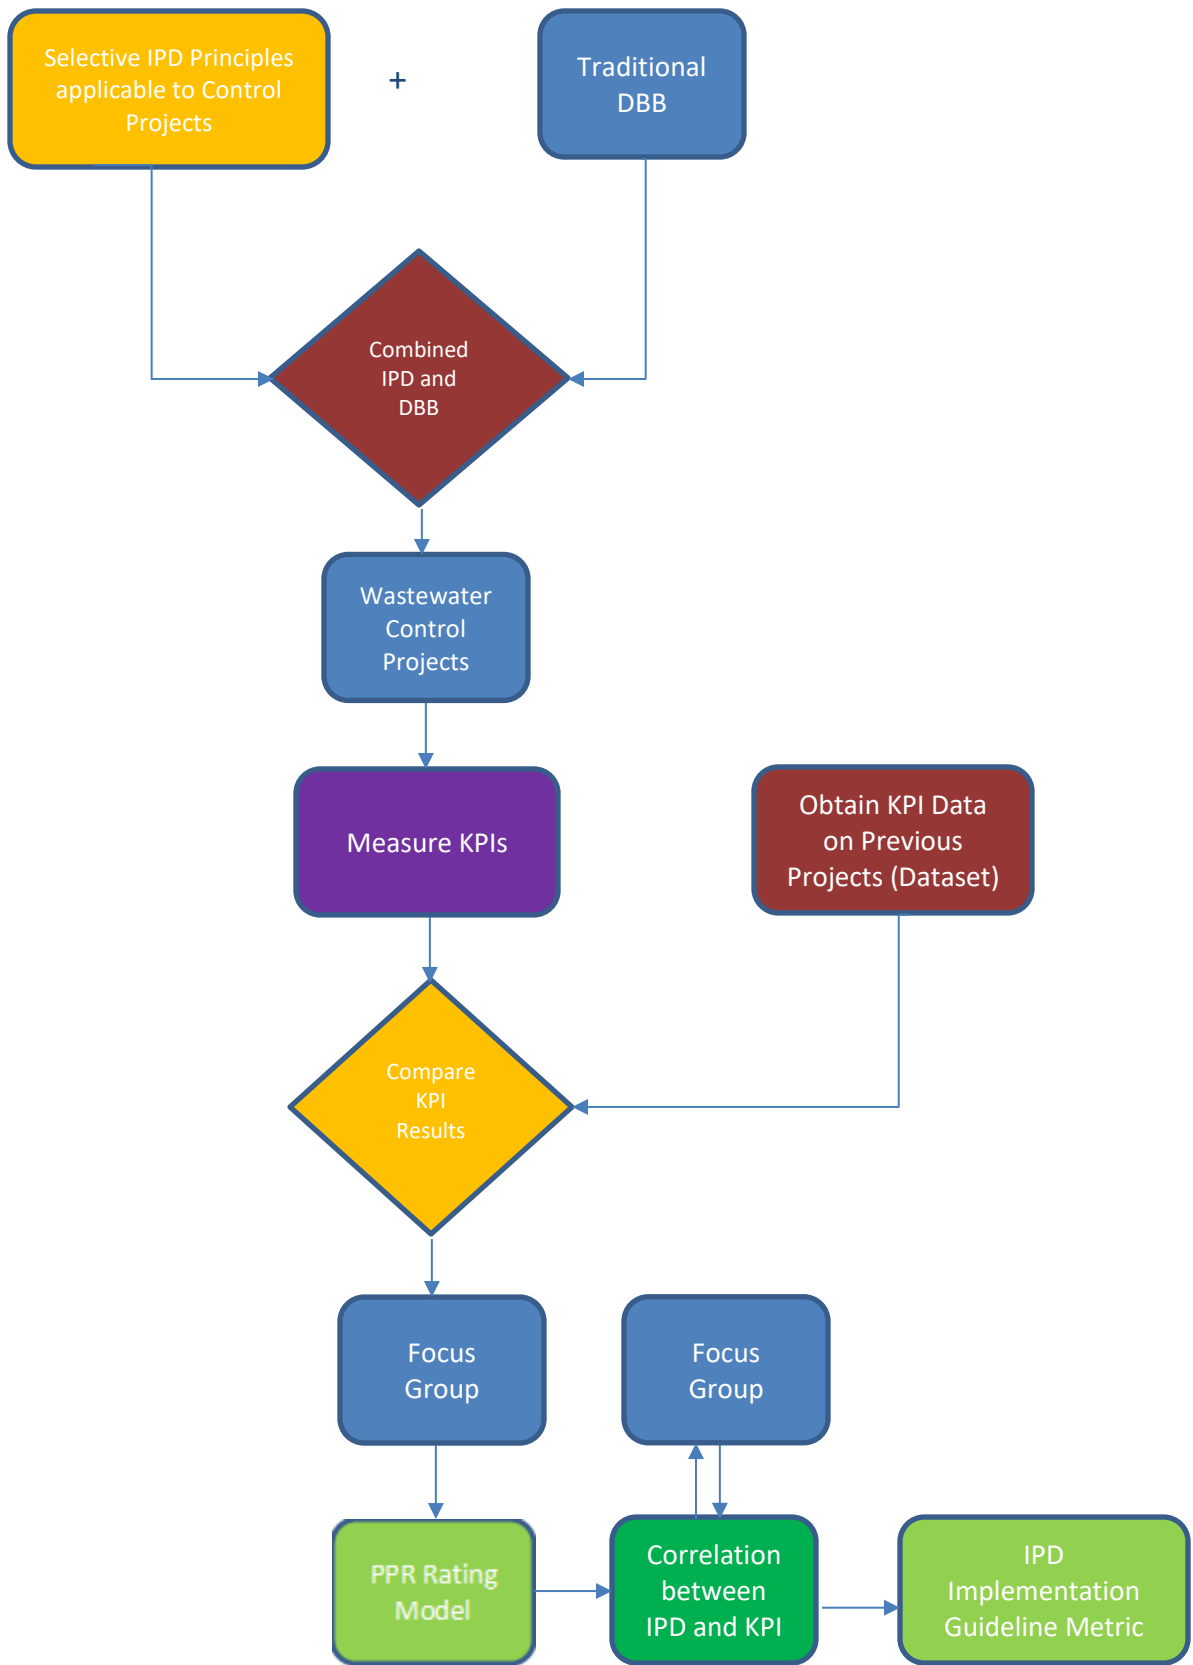 Selective IPD Principles
applicable to Control
Projects
+
Traditional
DBB
Combined
IPD and
DBB
Wastewater
Control
Projects
Measure KPIs
Obtain KPI Data
on Previous
Projects (Dataset)
Compare
KPI
Results
Focus
Group
Focus
Group
PPR Rating
Model
Correlation
between
IPD and KPI
IPD
Implementation
Guideline Metric